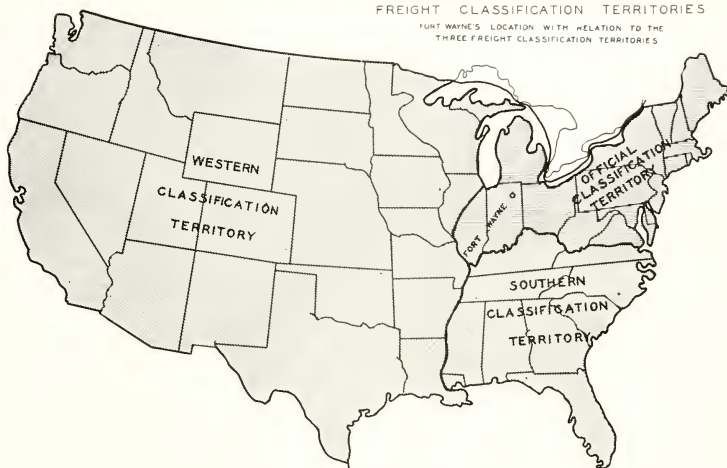 FREIGHT CLASSIFICATION TERRITORIES
FORT WAYNE'S LOCATION WITH RELATION TO THE
THREE FREIGHT CLASSIFICATION TERRITORIES
WESTERN
CLASSIFICATION
TERRITORY
OFFICIAL
CLASSIFICATION
TERRITORY
FORT WAYNE
SOUTHERN
CLASSIFICATION
TERRITORY